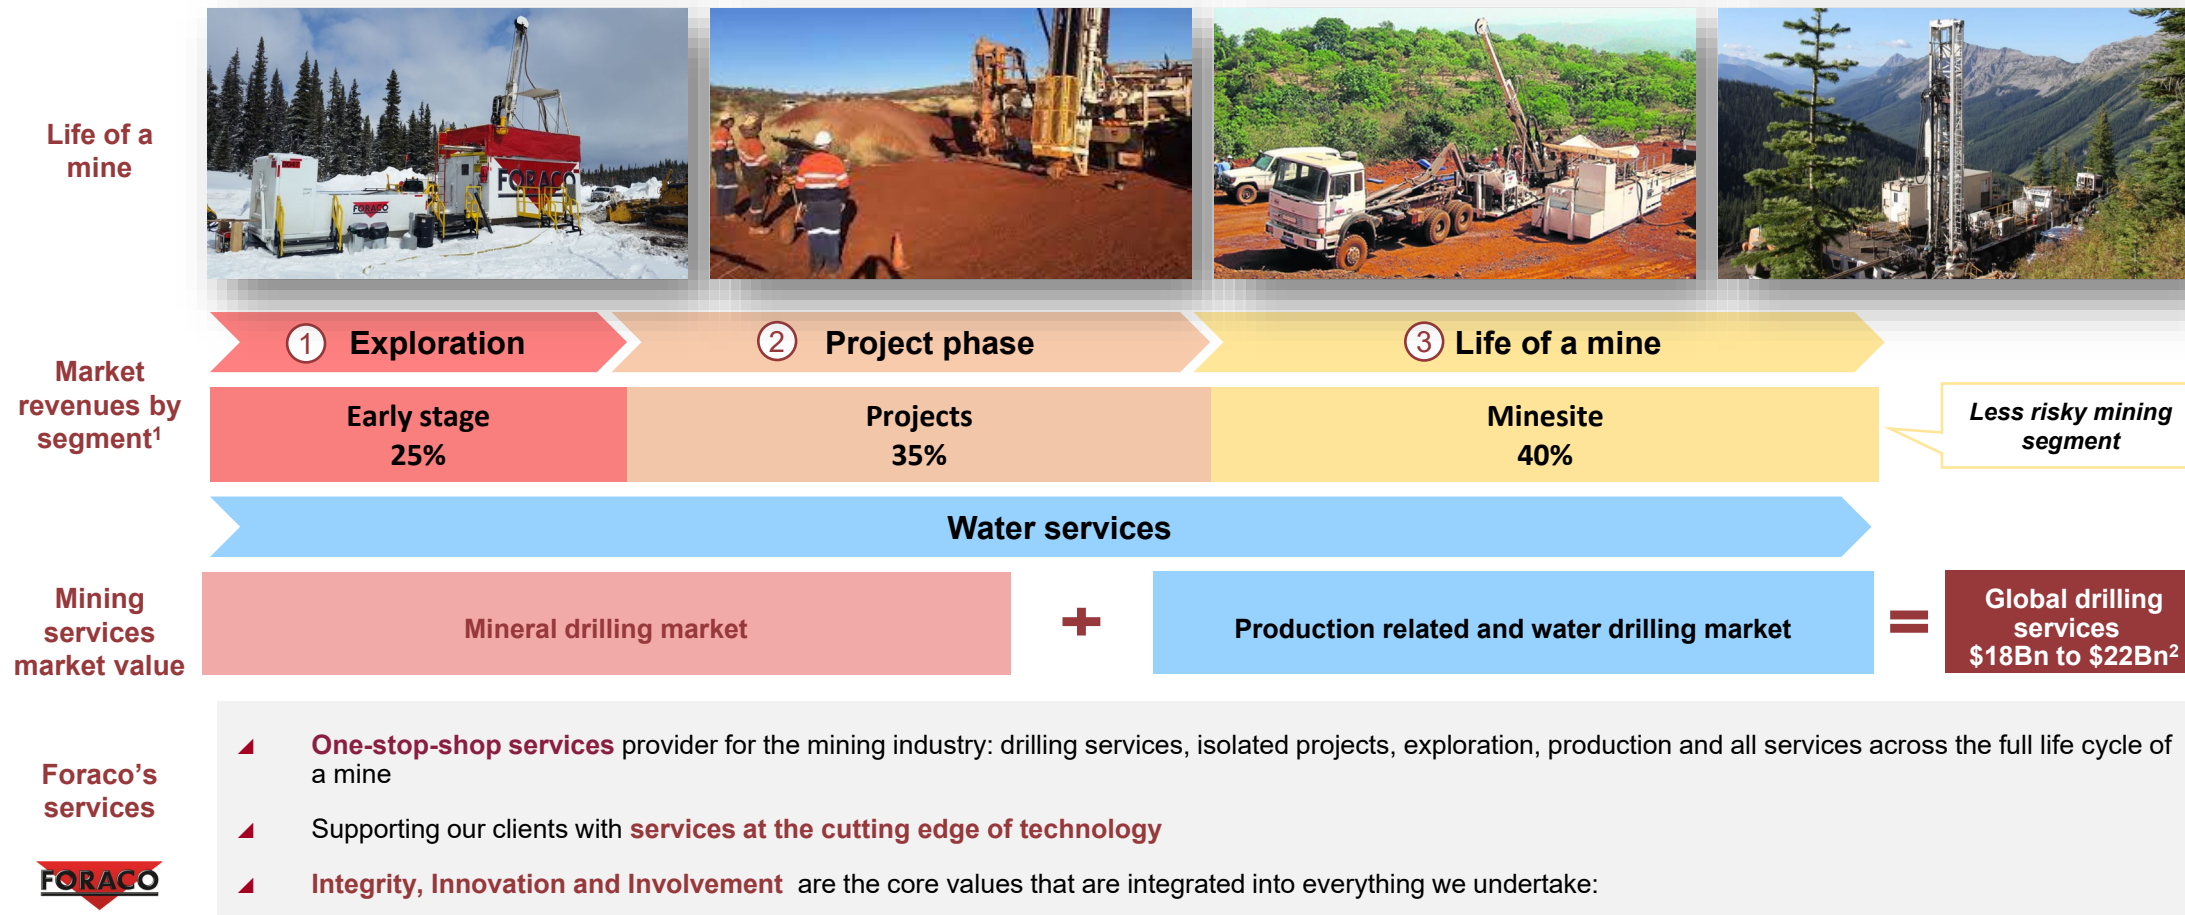 Life of a
mine
FORACO
FORACO
1 Exploration
2 Project phase
3 Life of a mine
Market
revenues by
segment1
Early stage
25%
Projects
35%
Minesite
40%
Less risky mining
segment
Water services
Mining
services
market value
Mineral drilling market
+
Production related and water drilling market
=
Global drilling
services
$18Bn to $22Bn2
Foraco’s
services
FORACO
One-stop-shop services provider for the mining industry: drilling services, isolated projects, exploration, production and all services across the full life cycle of
a mine
Supporting our clients with services at the cutting edge of technology
Integrity, Innovation and Involvement are the core values that are integrated into everything we undertake: